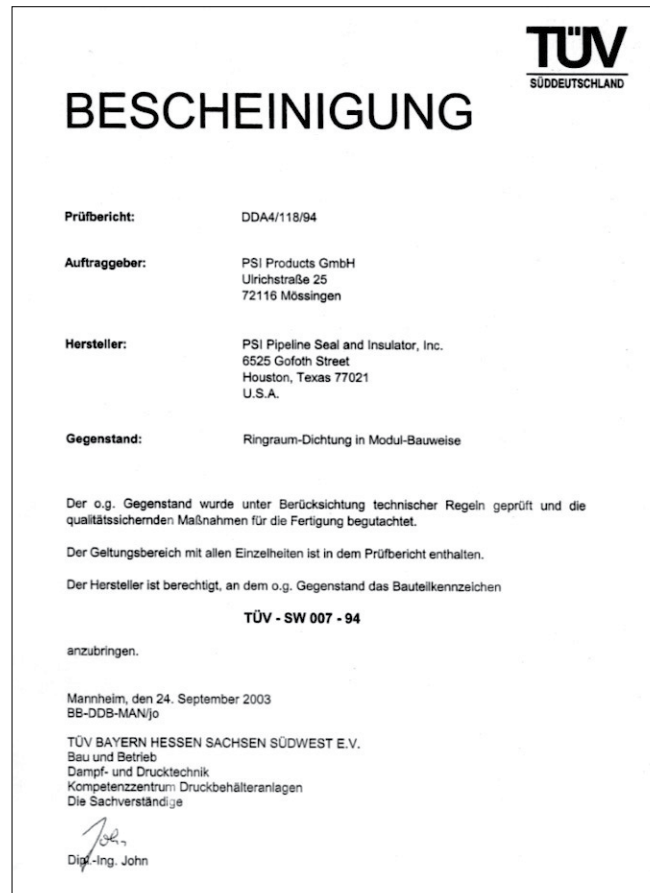 TÜV
SÜDDEUTSCHLAND
BESCHEINIGUNG
Prüfbericht: DDA4/118/94
Auftraggeber: PSI Products GmbH
Ulrichstraße 25
72116 Mössingen
Hersteller: PSI Pipeline Seal and Insulator, Inc.
6525 Gofoth Street
Houston, Texas 77021
U.S.A.
Gegenstand: Ringraum-Dichtung in Modul-Bauweise
Der o.g. Gegenstand wurde unter Berücksichtung technischer Regeln geprüft und die
qualitätssichernden Maßnahmen für die Fertigung begutachtet.
Der Geltungsbereich mit allen Einzelheiten ist in dem Prüfbericht enthalten.
Der Hersteller ist berechtigt, an dem o.g. Gegenstand das Bauteilkennzeichen
TÜV - SW 007 - 94
anzubringen.
Mannheim, den 24. September 2003
BB-DDB-MAN/jo
TÜV BAYERN HESSEN SACHSEN SÜDWEST E.V.
Bau und Betrieb
Dampf- und Drucktechnik
Kompetenzzentrum Druckbehälteranlagen
Die Sachverständige
John
Dipl.-Ing. John